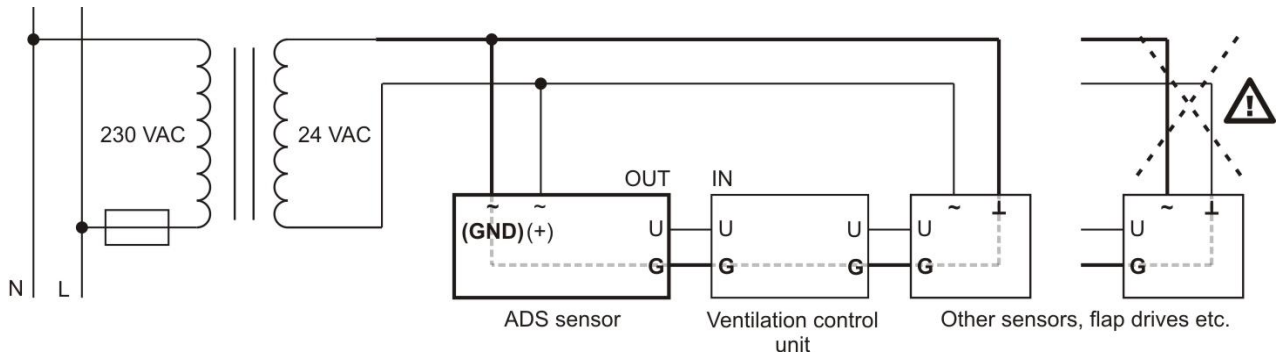 230 VAC
24 VAC
OUT
IN
~
~
~
⊥
~
⊥
(GND) (+)
U
U
U
U
U
G
G
G
G
G
N
L
ADS sensor
Ventilation control
unit
Other sensors, flap drives etc.